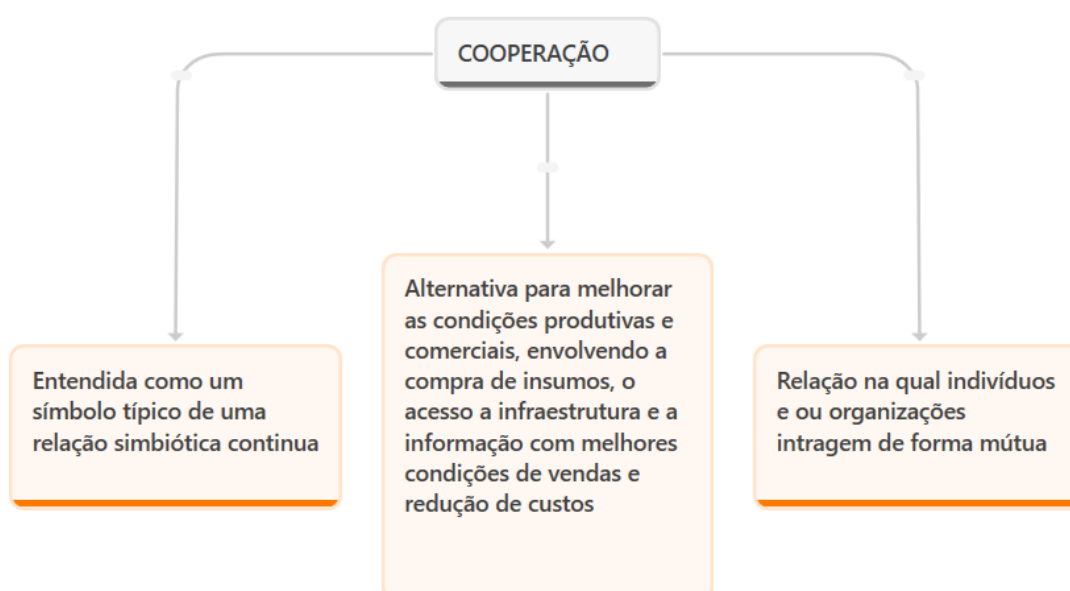 COOPERAÇÃO
Entendida como um
símbolo típico de uma
relação simbiótica continua
Alternativa para melhorar
as condições produtivas e
comerciais, envolvendo a
compra de insumos, o
acesso a infraestrutura e a
informação com melhores
condições de vendas e
redução de custos
Relação na qual indivíduos
e ou organizações
intragem de forma mútua